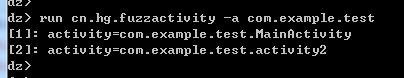 dz>
dz> run cn.hg.fuzzactivity -a com.example.test
[1]: activity=com.example.test.MainActivity
[2]: activity=com.example.test.activity2
dz>